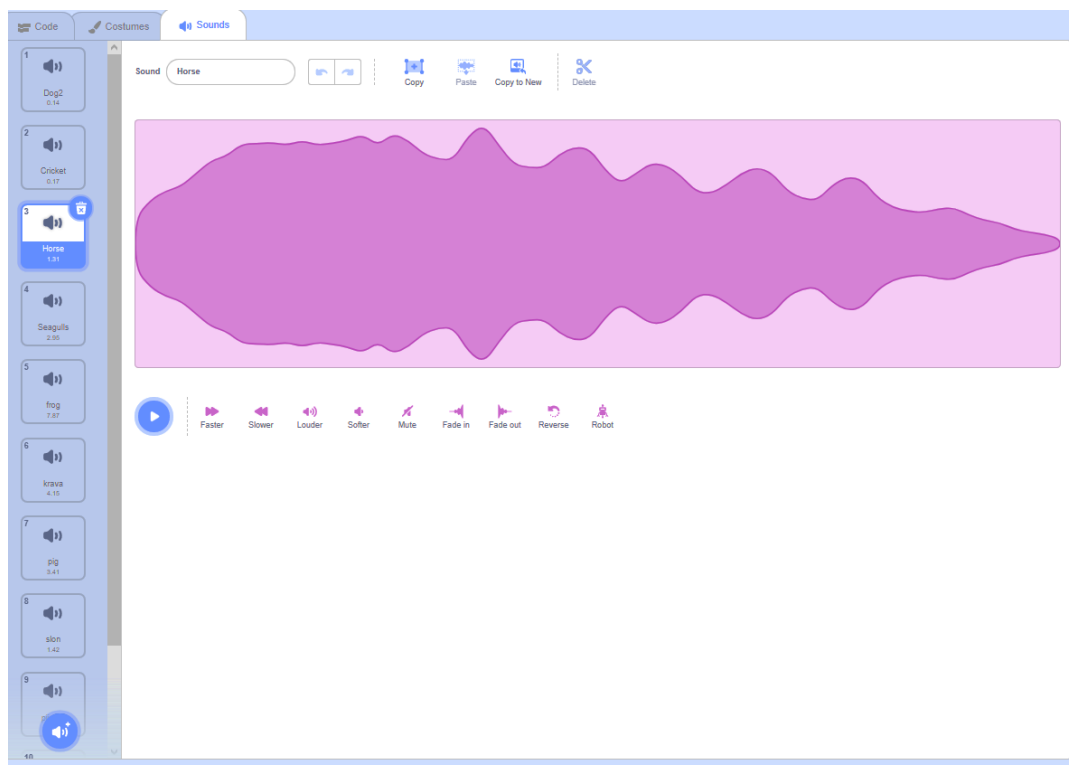 Code
Costumes
Sounds
1
Dog2
0.14
2
Cricket
0.17
3
Horse
1.31
4
Seagulls
2.95
5
frog
7.87
6
krava
4.15
7
pig
3.41
8
slon
1.42
9
10
Sound
Horse
Copy
Paste
Copy to New
Delete
Faster
Slower
Louder
Softer
Mute
Fade in
Fade out
Reverse
Robot